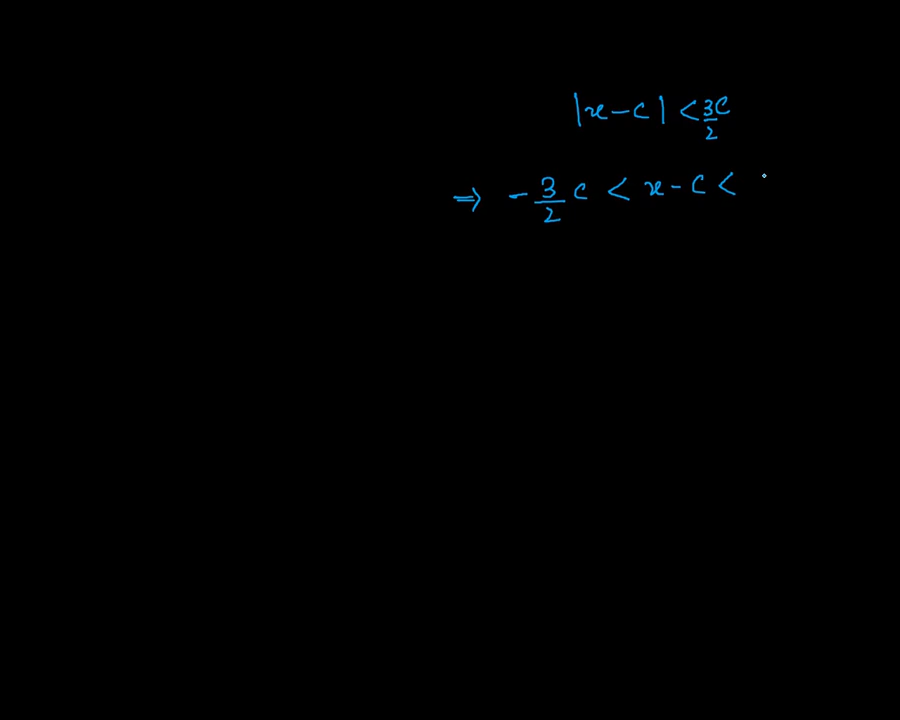 |x-c| < 3c/2
⇒ - 3/2 c < x - c <